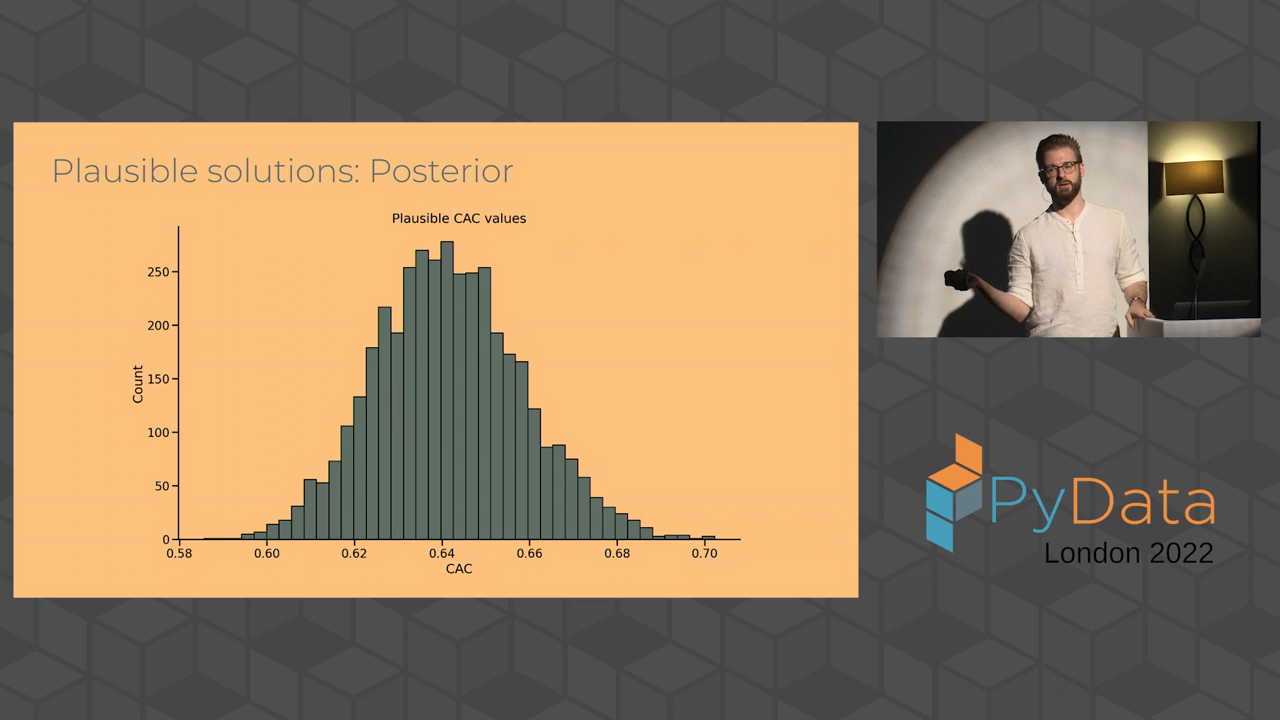 Plausible solutions: Posterior
Plausible CAC values
250
200
150
100
50
0
Count
0.58 0.60 0.62 0.64 0.66 0.68 0.70
CAC
PyData
London 2022